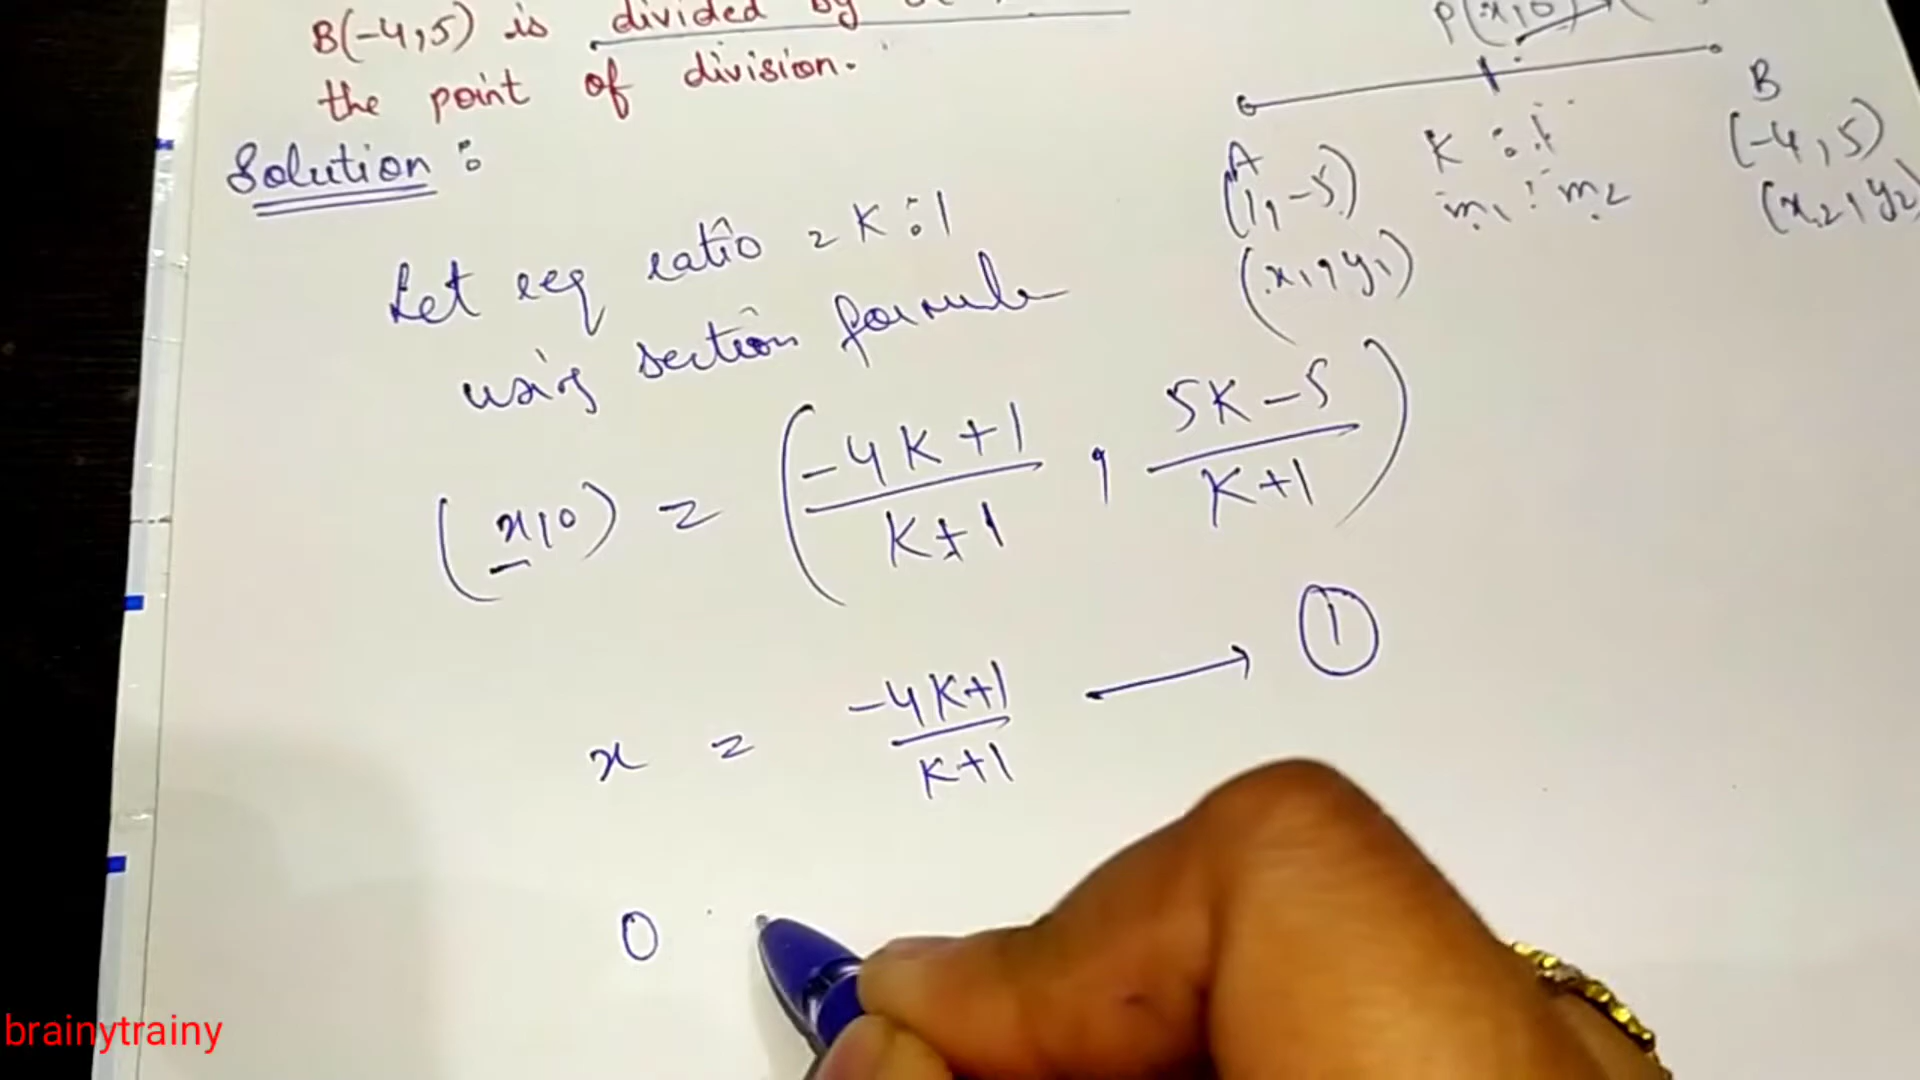 B(-4,5) is divided by
the point of division.
P(x,0)
B
A
(1,-5)
K : 1
(-4,5)
m₁ : m₂
(x₁,y₁)
(x₂,y₂)
Solution :
Let req ratio = K:1
using section formula
(x,0) = ( -4K+1 / K+1 , 5K-5 / K+1 )
x = -4K+1 / K+1 → ①
0
brainytrainy